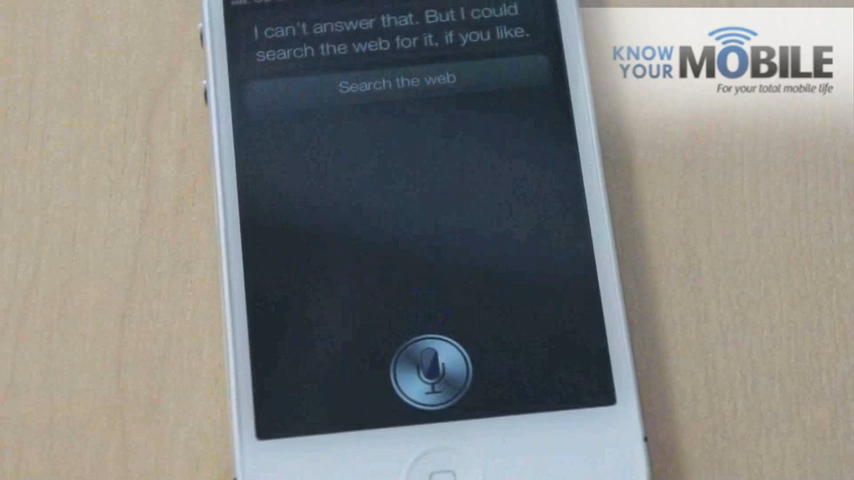 I can't answer that. But I could
search the web for it, if you like.
Search the web
KNOW
YOUR
MOBILE
For your total mobile life